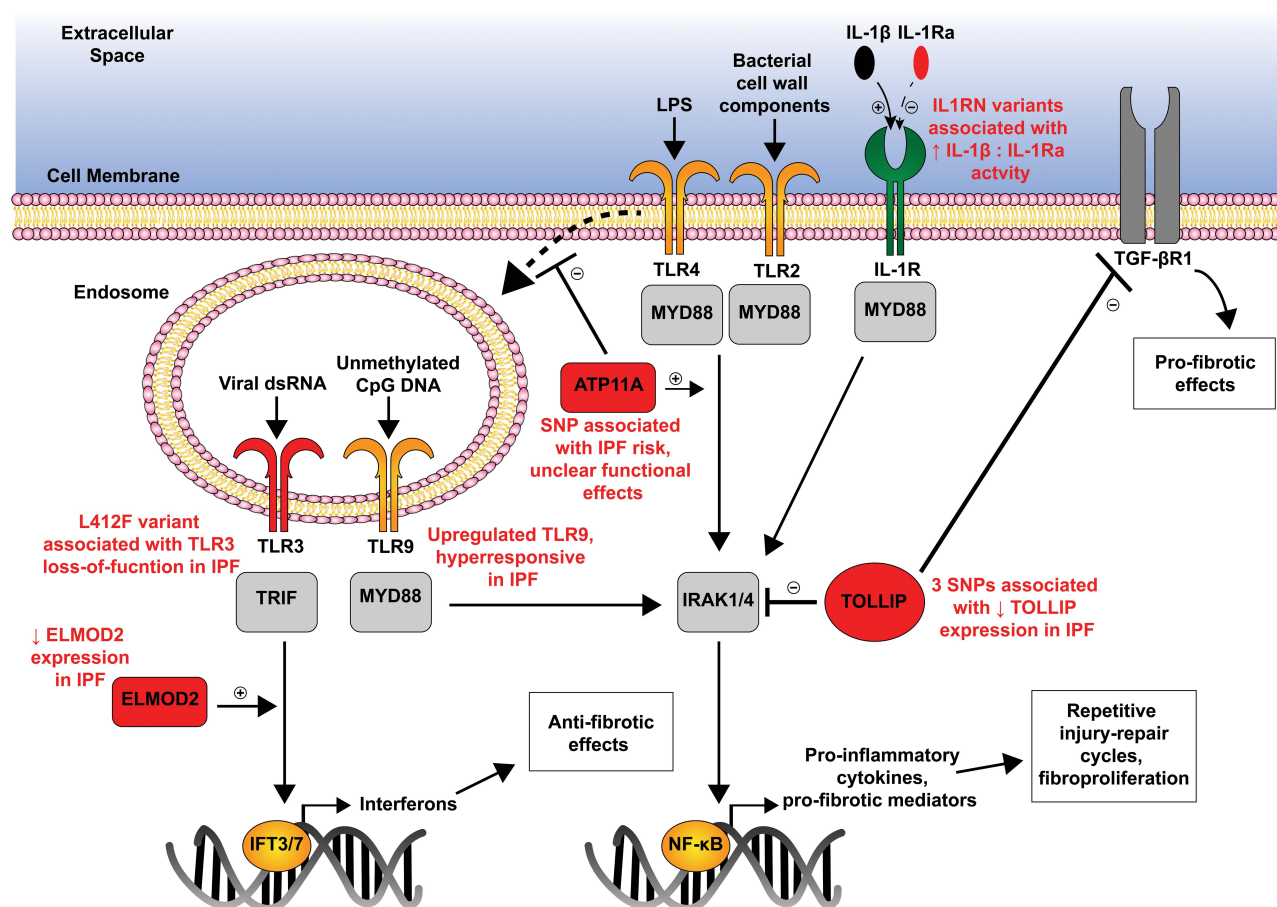 Extracellular
Space
IL-1β
IL-1Ra
Bacterial
cell wall
components
LPS
⊕
⊖
IL1RN variants
associated with
↑ IL-1β : IL-1Ra
actvity
Cell Membrane
TLR4
TLR2
IL-1R
TGF-βR1
MYD88
MYD88
MYD88
⊖
⊖
Endosome
Pro-fibrotic
effects
Viral dsRNA
Unmethylated
CpG DNA
ATP11A
⊕
SNP associated
with IPF risk,
unclear functional
effects
L412F variant
associated with TLR3
loss-of-fucntion in IPF
TLR3
TLR9
Upregulated TLR9,
hyperresponsive
in IPF
TRIF
MYD88
IRAK1/4
⊖
TOLLIP
3 SNPs associated
with ↓ TOLLIP
expression in IPF
↓ ELMOD2
expression
in IPF
ELMOD2
⊕
Anti-fibrotic
effects
Repetitive
injury-repair
cycles,
fibroproliferation
Interferons
Pro-inflammatory
cytokines,
pro-fibrotic mediators
IFT3/7
NF-κB